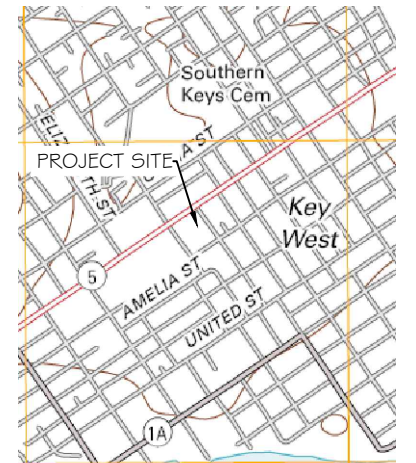 Southern
Keys Cem
PROJECT SITE
Key
West
5
AMELIA ST
UNITED ST
1A